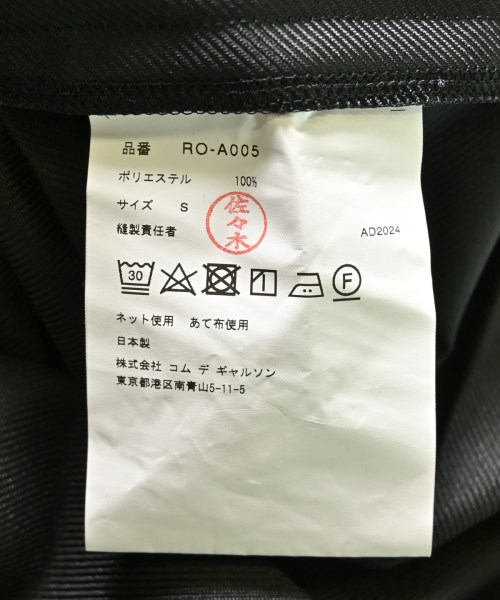 品番 RO-A005
ポリエステル 100%
サイズ S
縫製責任者 佐々木 AD2024
30 F
ネット使用 あて布使用
日本製
株式会社 コム デ ギャルソン
東京都港区南青山5-11-5